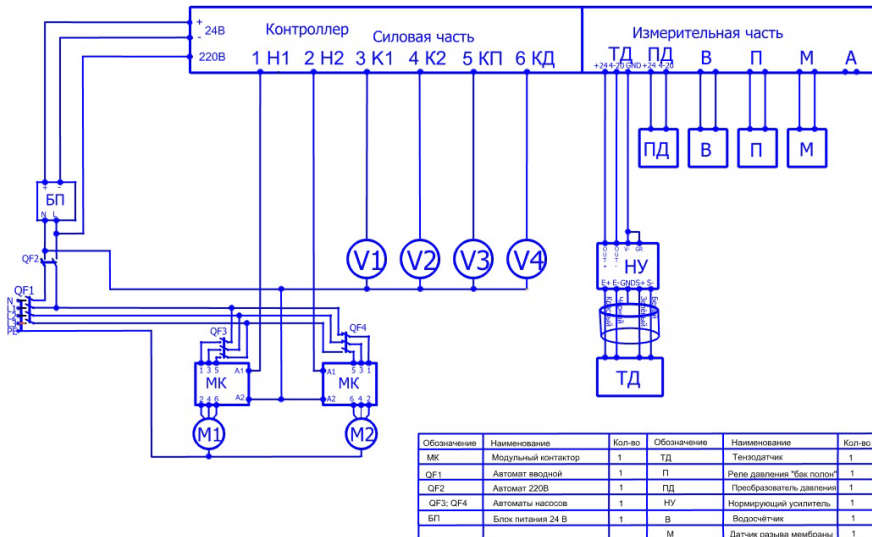 Контроллер
Силовая часть
Измерительная часть
+
24В
-
220В
1 Н1 2 Н2 3 К1 4 К2 5 КП 6 КД
ТД ПД В П М А
+24 4-20 GND +24 4-20
ПД В П М
+ -
БП
N L
QF2
V1 V2 V3 V4
НУ
E+ E- GND S+ S-
QF1
N
L1
L2
L3
PE
QF3
QF4
1 3 5 A1
МК
2 4 6 A2
A1 5 3 1
МК
A2 6 4 2
ТД
M1
M2
Обозначение Наименование Кол-во Обозначение Наименование Кол-во
МК Модульный контактор 1 ТД Тензодатчик 1
QF1 Автомат вводной 1 П Реле давления "бак полон" 1
QF2 Автомат 220В 1 ПД Преобразователь давления 1
QF3; QF4 Автоматы насосов 1 НУ Нормирующий усилитель 1
БП Блок питания 24 В 1 В Водосчётчик 1
М Датчик разыва мембраны 1